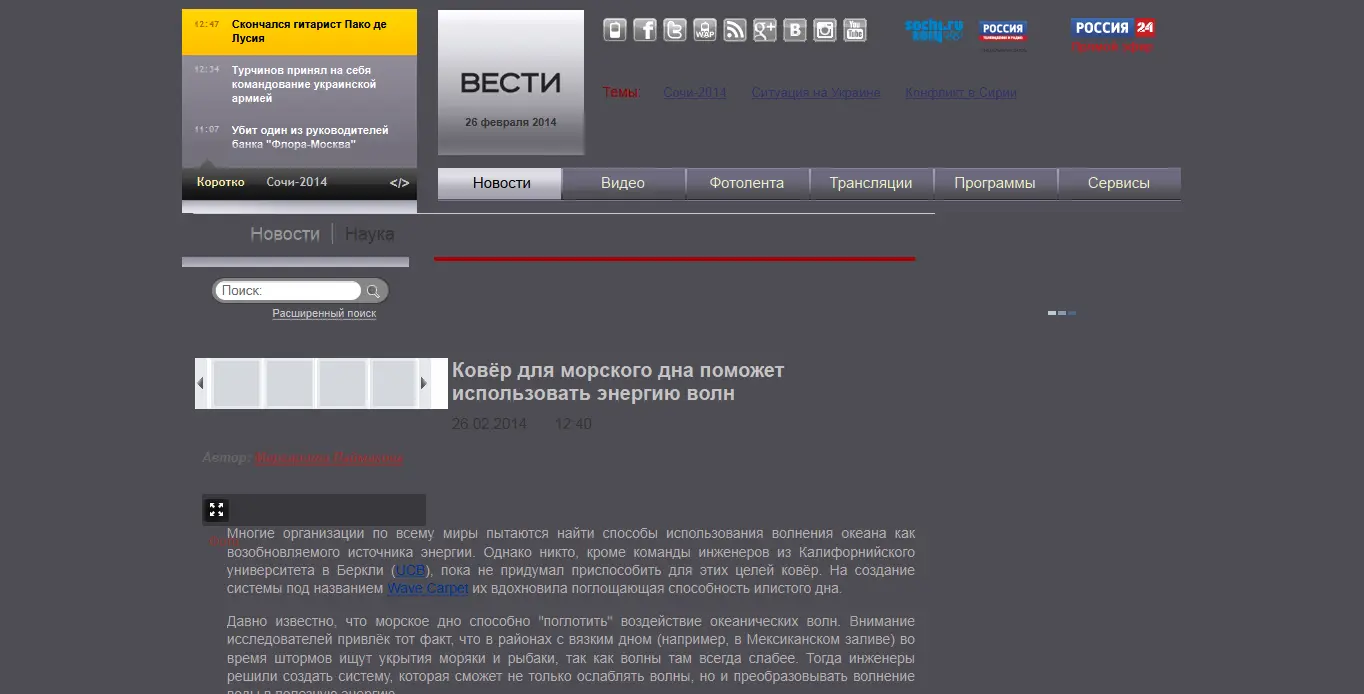 12:47 Скончался гитарист Пако де
Лусия
12:34 Турчинов принял на себя
командование украинской
армией
11:07 Убит один из руководителей
банка "Флора-Москва"
Коротко Сочи-2014 </>
ВЕСТИ
26 февраля 2014
WAP
g+
B
You
Tube
sochi.ru
2014
РОССИЯ
РОССИЯ 24
Прямой эфир
Темы: Сочи-2014 Ситуация на Украине Конфликт в Сирии
Новости Видео Фотолента Трансляции Программы Сервисы
Новости Наука
Поиск:
Расширенный поиск
Ковёр для морского дна поможет
использовать энергию волн
26.02.2014 12:40
Автор:
Многие организации по всему миры пытаются найти способы использования волнения океана как
возобновляемого источника энергии. Однако никто, кроме команды инженеров из Калифорнийского
университета в Беркли (UCB), пока не придумал приспособить для этих целей ковёр. На создание
системы под названием Wave Carpet их вдохновила поглощающая способность илистого дна.
Давно известно, что морское дно способно "поглотить" воздействие океанических волн. Внимание
исследователей привлёк тот факт, что в районах с вязким дном (например, в Мексиканском заливе) во
время штормов ищут укрытия моряки и рыбаки, так как волны там всегда слабее. Тогда инженеры
решили создать систему, которая сможет не только ослаблять волны, но и преобразовывать волнение
воды в полезную энергию.